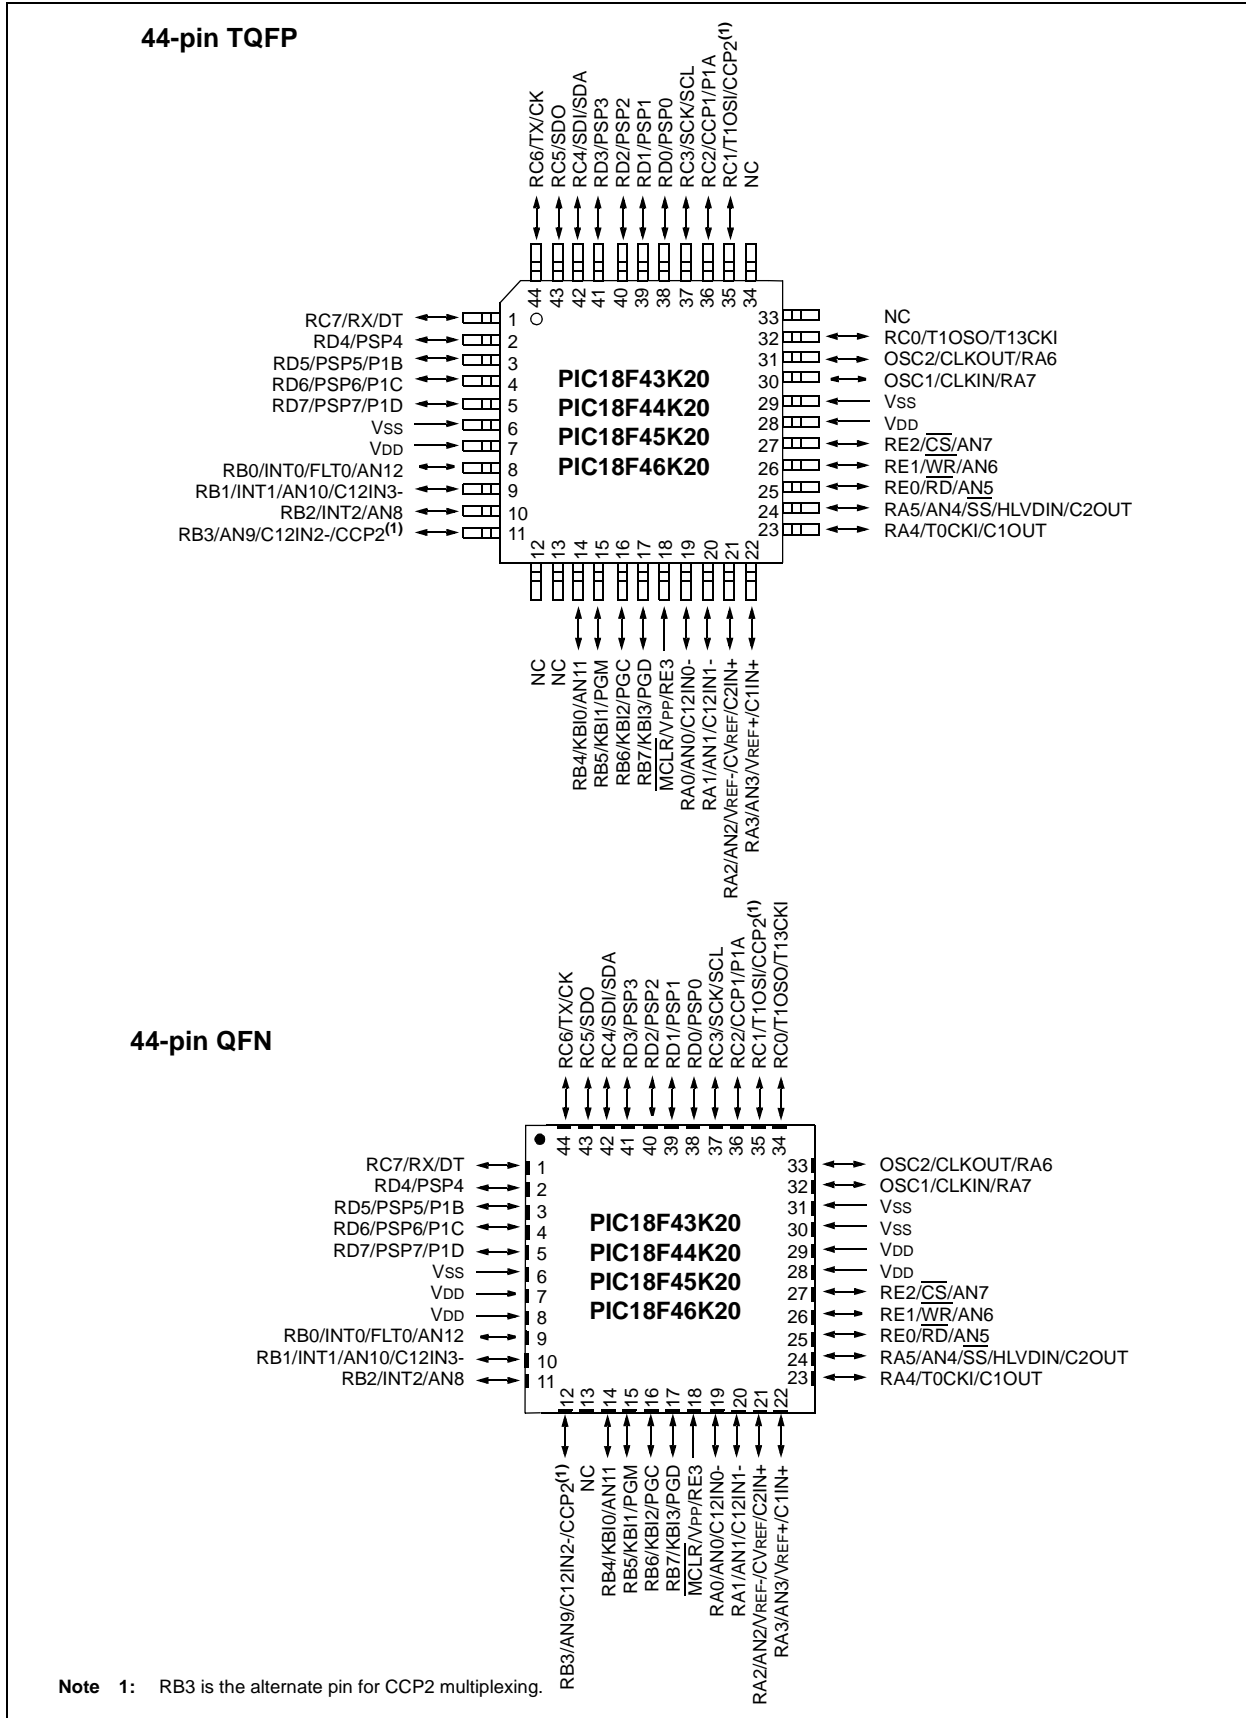 44-pin TQFP
RC6/TX/CK
RC5/SDO
RC4/SDI/SDA
RD3/PSP3
RD2/PSP2
RD1/PSP1
RD0/PSP0
RC3/SCK/SCL
RC2/CCP1/P1A
RC1/T1OSI/CCP2(1)
NC
44
43
42
41
40
39
38
37
36
35
34
RC7/RX/DT 1
RD4/PSP4 2
RD5/PSP5/P1B 3
RD6/PSP6/P1C 4
RD7/PSP7/P1D 5
VSS 6
VDD 7
RB0/INT0/FLT0/AN12 8
RB1/INT1/AN10/C12IN3- 9
RB2/INT2/AN8 10
RB3/AN9/C12IN2-/CCP2(1) 11
PIC18F43K20
PIC18F44K20
PIC18F45K20
PIC18F46K20
33 NC
32 RC0/T1OSO/T13CKI
31 OSC2/CLKOUT/RA6
30 OSC1/CLKIN/RA7
29 VSS
28 VDD
27 RE2/CS/AN7
26 RE1/WR/AN6
25 RE0/RD/AN5
24 RA5/AN4/SS/HLVDIN/C2OUT
23 RA4/T0CKI/C1OUT
12
13
14
15
16
17
18
19
20
21
22
NC
NC
RB4/KBI0/AN11
RB5/KBI1/PGM
RB6/KBI2/PGC
RB7/KBI3/PGD
MCLR/VPP/RE3
RA0/AN0/C12IN0-
RA1/AN1/C12IN1-
RA2/AN2/VREF-/CVREF/C2IN+
RA3/AN3/VREF+/C1IN+
44-pin QFN
RC6/TX/CK
RC5/SDO
RC4/SDI/SDA
RD3/PSP3
RD2/PSP2
RD1/PSP1
RD0/PSP0
RC3/SCK/SCL
RC2/CCP1/P1A
RC1/T1OSI/CCP2(1)
RC0/T1OSO/T13CKI
44
43
42
41
40
39
38
37
36
35
34
RC7/RX/DT 1
RD4/PSP4 2
RD5/PSP5/P1B 3
RD6/PSP6/P1C 4
RD7/PSP7/P1D 5
VSS 6
VDD 7
VDD 8
RB0/INT0/FLT0/AN12 9
RB1/INT1/AN10/C12IN3- 10
RB2/INT2/AN8 11
PIC18F43K20
PIC18F44K20
PIC18F45K20
PIC18F46K20
33 OSC2/CLKOUT/RA6
32 OSC1/CLKIN/RA7
31 VSS
30 VSS
29 VDD
28 VDD
27 RE2/CS/AN7
26 RE1/WR/AN6
25 RE0/RD/AN5
24 RA5/AN4/SS/HLVDIN/C2OUT
23 RA4/T0CKI/C1OUT
12
13
14
15
16
17
18
19
20
21
22
RB3/AN9/C12IN2-/CCP2(1)
NC
RB4/KBI0/AN11
RB5/KBI1/PGM
RB6/KBI2/PGC
RB7/KBI3/PGD
MCLR/VPP/RE3
RA0/AN0/C12IN0-
RA1/AN1/C12IN1-
RA2/AN2/VREF-/CVREF/C2IN+
RA3/AN3/VREF+/C1IN+
Note 1: RB3 is the alternate pin for CCP2 multiplexing.